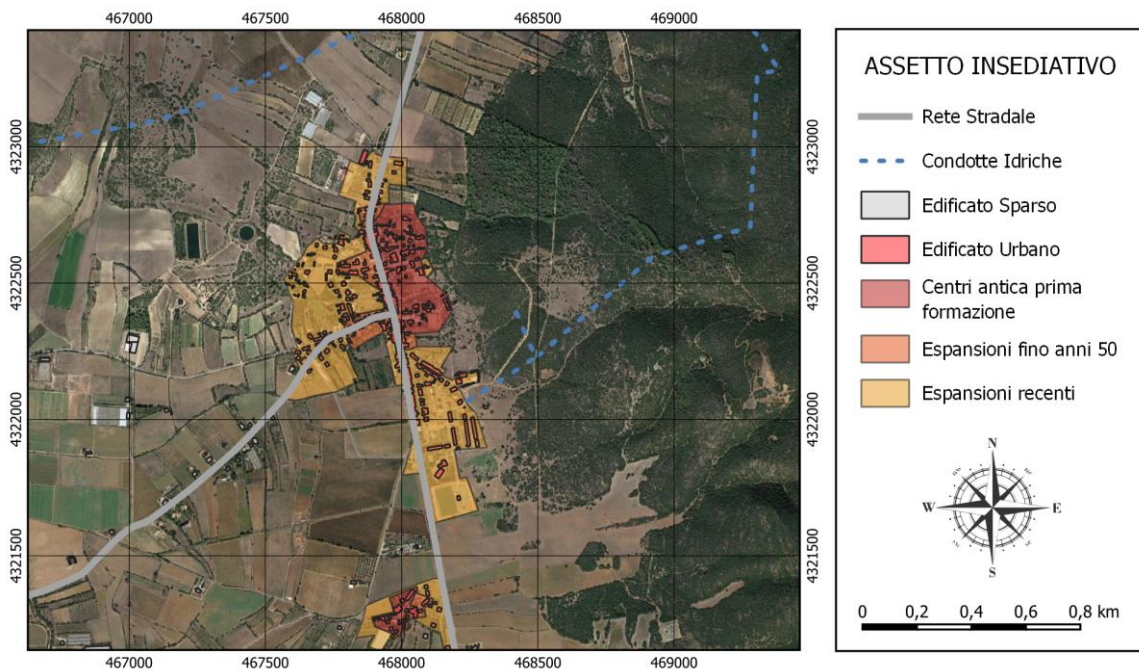 467000 467500 468000 468500 469000
4323000 4323000
4322500 4322500
4322000 4322000
4321500 4321500
467000 467500 468000 468500 469000
ASSETTO INSEDIATIVO
Rete Stradale
Condotte Idriche
Edificato Sparso
Edificato Urbano
Centri antica prima
formazione
Espansioni fino anni 50
Espansioni recenti
N
W E
S
0 0,2 0,4 0,6 0,8 km